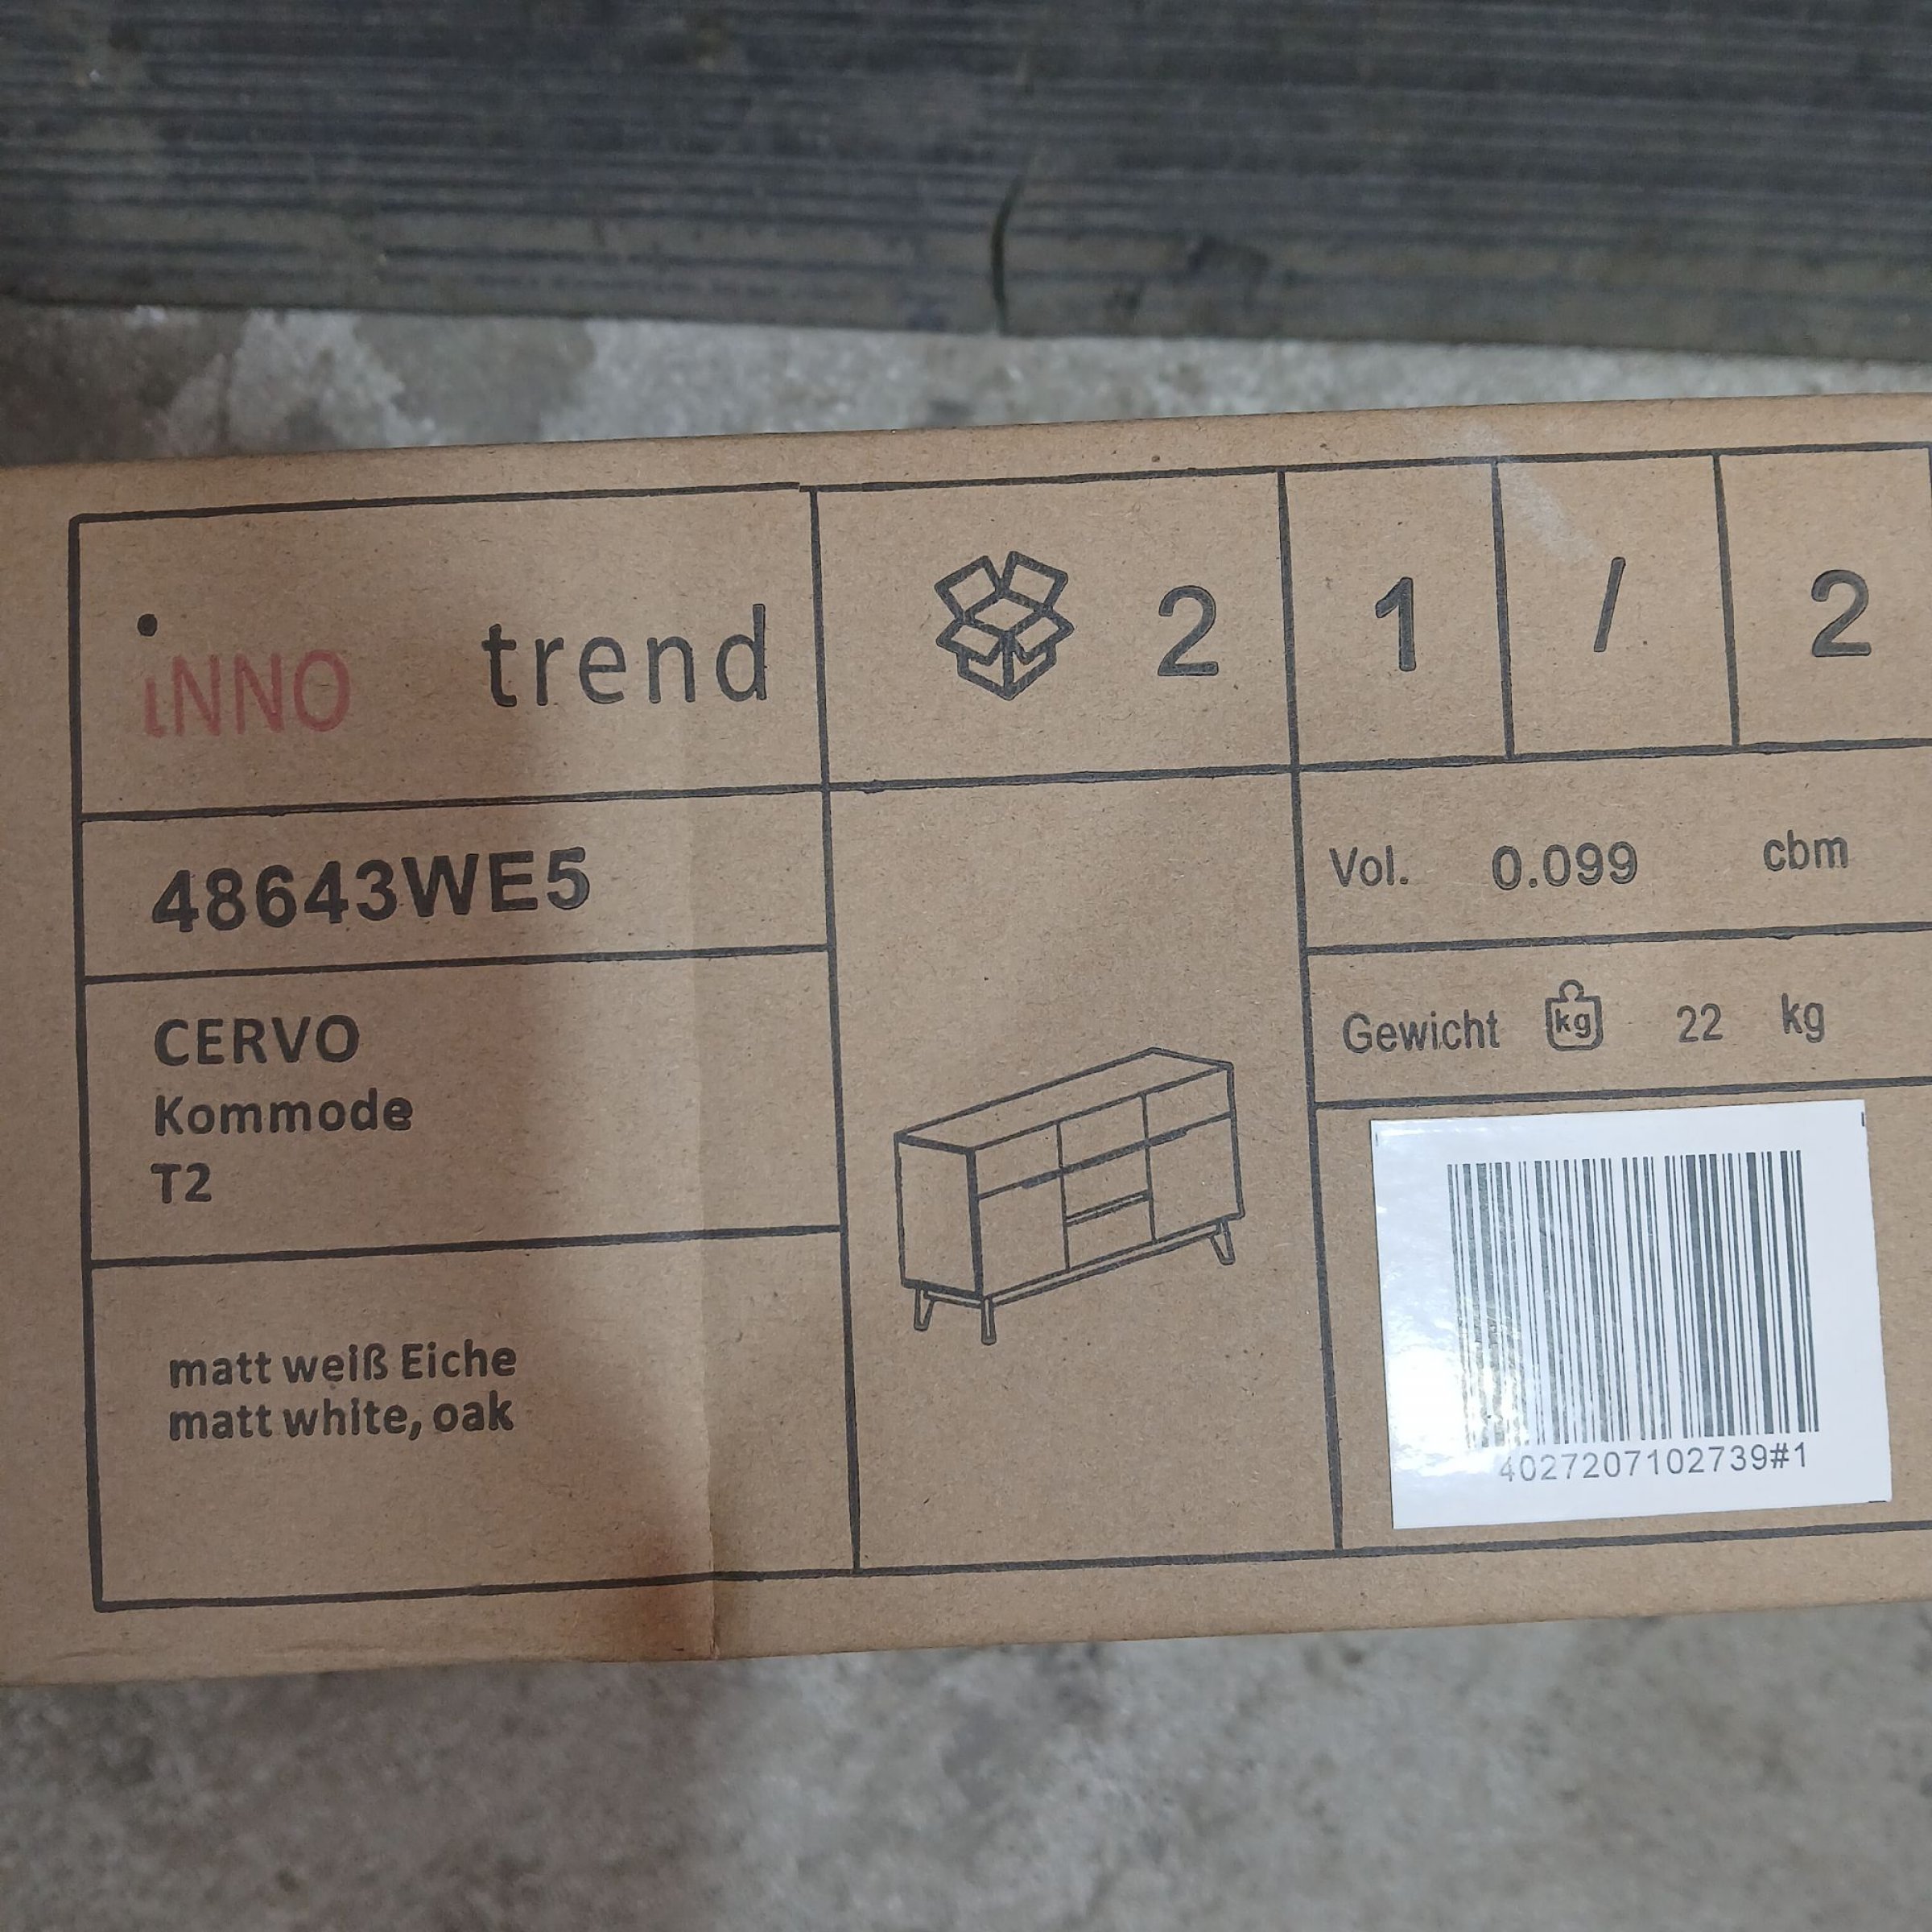 iNNO trend
2
1 / 2
48643WE5
Vol. 0.099 cbm
CERVO
Kommode
T2
Gewicht kg 22 kg
matt weiß Eiche
matt white, oak
4027207102739#1